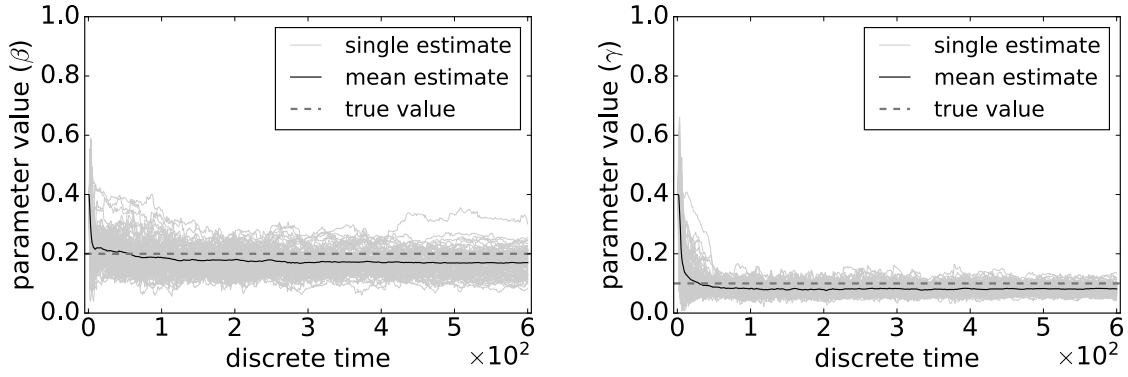 1.0
0.8
0.6
0.4
0.2
0.0
parameter value (β)
single estimate
mean estimate
true value
0 1 2 3 4 5 6
discrete time ×10²
1.0
0.8
0.6
0.4
0.2
0.0
parameter value (γ)
single estimate
mean estimate
true value
0 1 2 3 4 5 6
discrete time ×10²